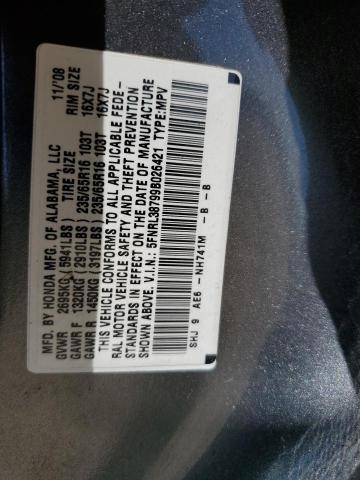 MFD. BY HONDA MFG. OF ALABAMA, LLC 11/'08
GVWR 2695KG(5941LBS) TIRE SIZE RIM SIZE
GAWR F 1320KG(2910LBS) 235/65R16 103T 16X7J
GAWR R 1450KG(3197LBS) 235/65R16 103T 16X7J
THIS VEHICLE CONFORMS TO ALL APPLICABLE FEDE–
RAL MOTOR VEHICLE SAFETY AND THEFT PREVENTION
STANDARDS IN EFFECT ON THE DATE OF MANUFACTURE
SHOWN ABOVE. V.I.N.: 5FNRL38799B026421 TYPE:MPV
SHJ 9 AE6 –NH741M –B –B